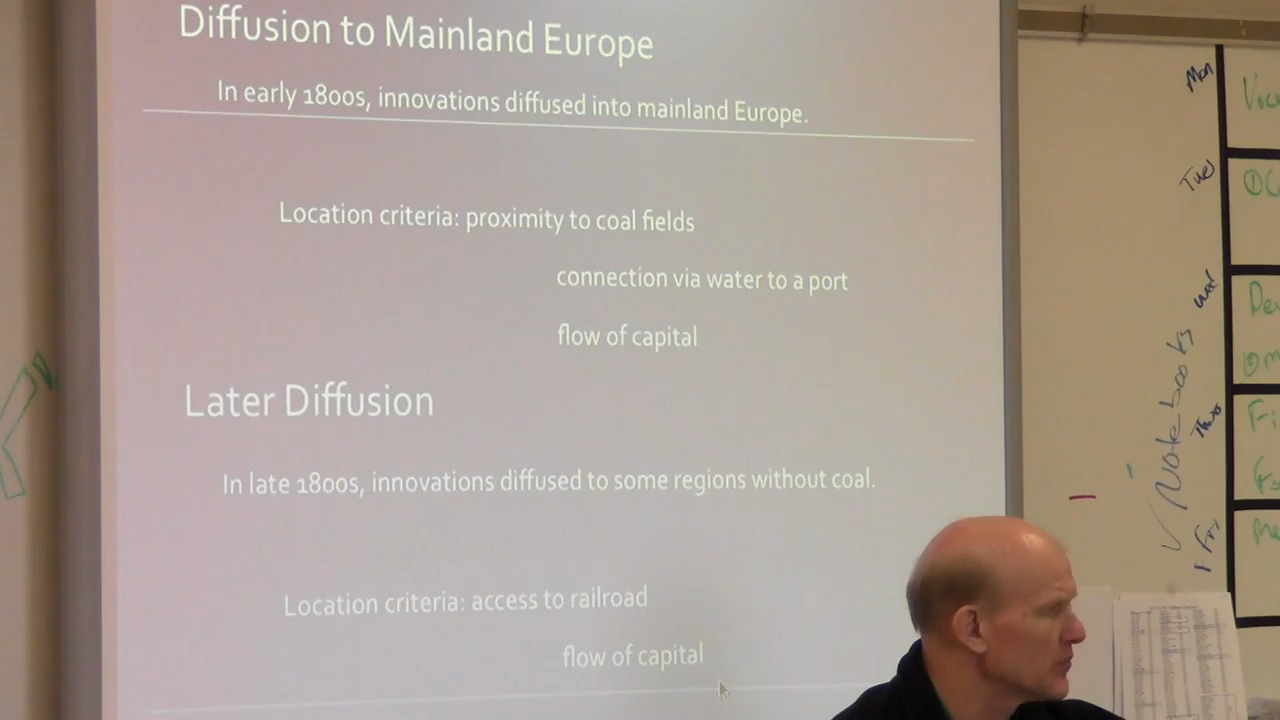 Diffusion to Mainland Europe
In early 1800s, innovations diffused into mainland Europe.
Location criteria: proximity to coal fields
connection via water to a port
flow of capital
Later Diffusion
In late 1800s, innovations diffused to some regions without coal.
Location criteria: access to railroad
flow of capital
Mon
Tue
Thur
Fri
Notebooks